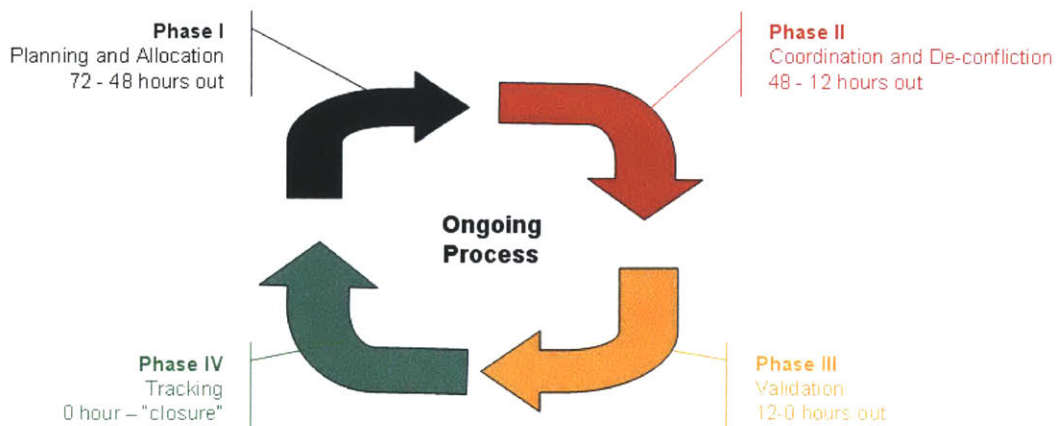 Phase I
Planning and Allocation
72 - 48 hours out
Phase II
Coordination and De-confliction
48 - 12 hours out
Ongoing
Process
Phase IV
Tracking
0 hour – "closure"
Phase III
Validation
12-0 hours out